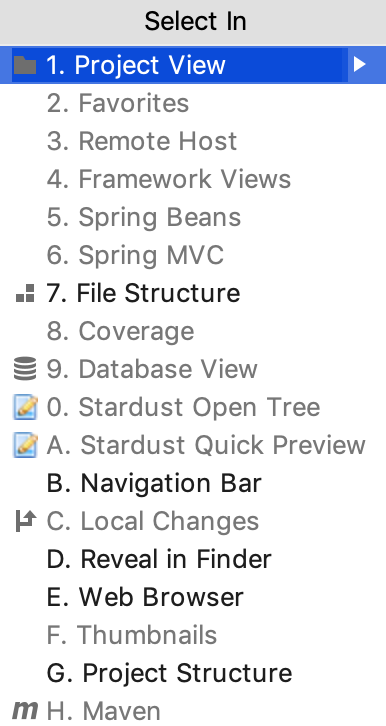 Select In
1. Project View
2. Favorites
3. Remote Host
4. Framework Views
5. Spring Beans
6. Spring MVC
7. File Structure
8. Coverage
9. Database View
0. Stardust Open Tree
A. Stardust Quick Preview
B. Navigation Bar
C. Local Changes
D. Reveal in Finder
E. Web Browser
F. Thumbnails
G. Project Structure
m H. Maven